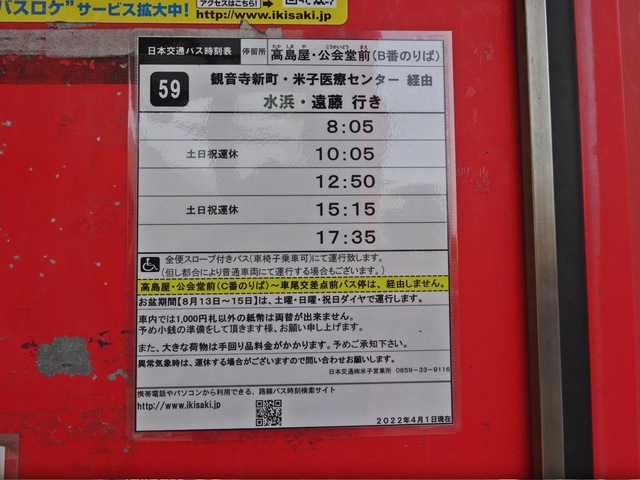 バスロケ"サービス拡大中!
http://www.ikisaki.jp
日本交通バス時刻表 停留所 高島屋・公会堂前(B番のりば)
59 観音寺新町・米子医療センター 経由
水浜・遠藤 行き
8:05
土日祝運休 10:05
12:50
土日祝運休 15:15
17:35
全便スロープ付きバス(車椅子乗車可)にて運行致します。
(但し都合により普通車両にて運行する場合もございます。)
高島屋・公会堂前(C番のりば)~車尾交差点前バス停は、経由しません。
お盆期間【8月13日~15日】は、土曜・日曜・祝日ダイヤで運行します。
車内では1,000円札以外の紙幣は両替が出来ません。
予め小銭の準備をして頂きます様、お願い申し上げます。
また、大きな荷物は手回り品料金がかかります。予めご承知下さい。
異常気象時は、運休する場合がございますので問い合わせお願いします。
日本交通㈱米子営業所 0859-33-9116
携帯電話やパソコンから利用できる、路線バス時刻検索サイト
http://www.ikisaki.jp
2022年4月1日現在